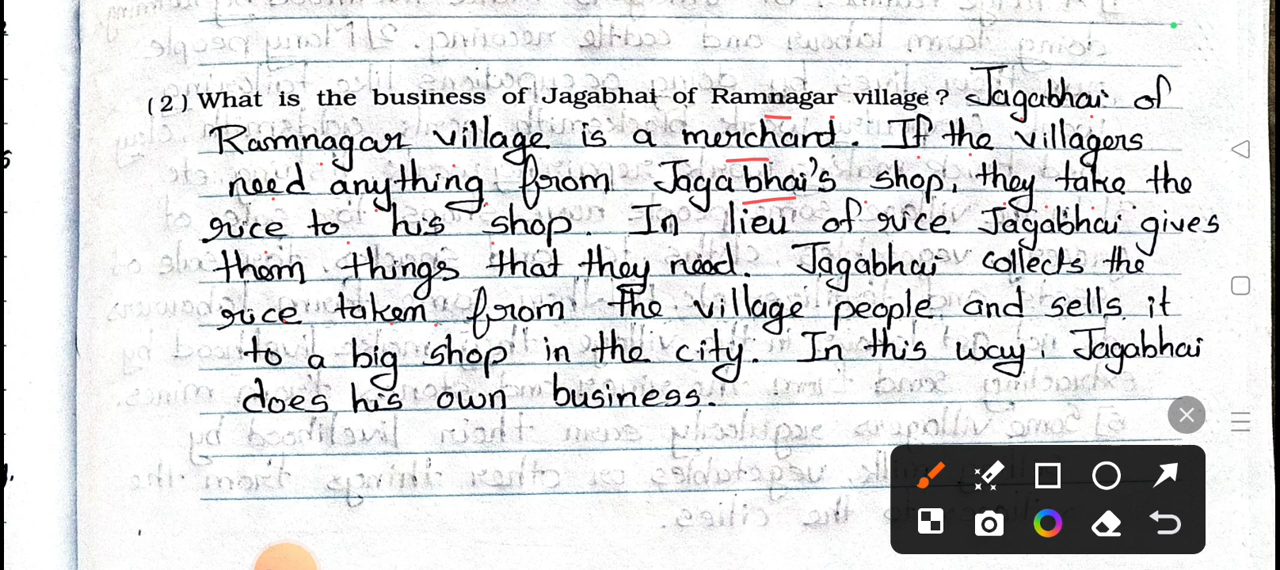 (2) What is the business of Jagabhai of Ramnagar village? Jagabhai of
Ramnagar village is a merchard. If the villagers
need anything from Jagabhai's shop, they take the
rice to his shop. In lieu of rice Jagabhai gives
them things that they need. Jagabhai collects the
rice taken from the village people and sells it
to a big shop in the city. In this way, Jagabhai
does his own business.